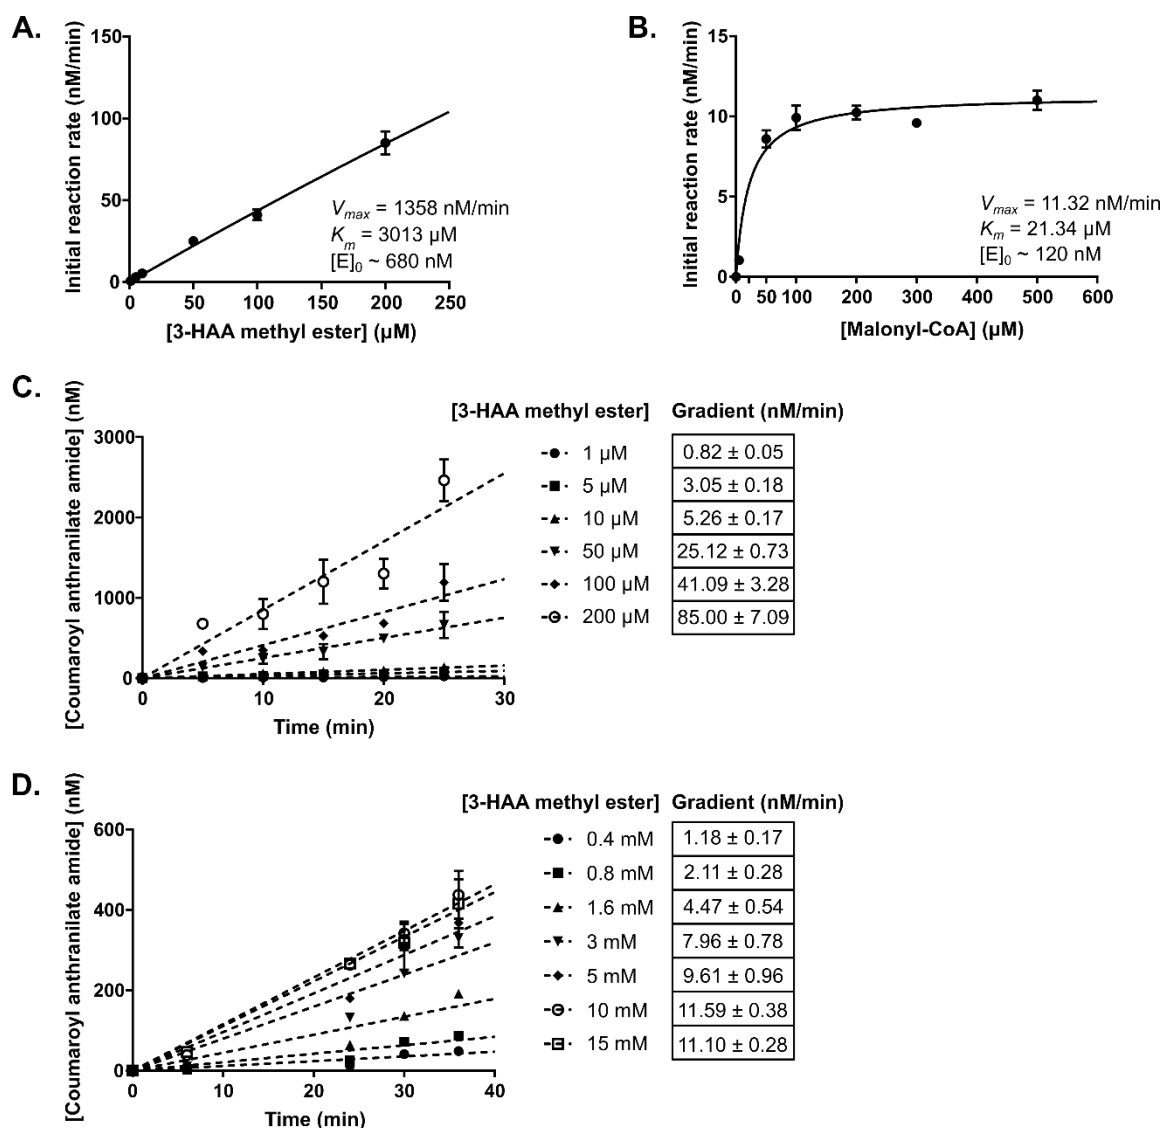 A.
Initial reaction rate (nM/min)
150
100
50
0
0 50 100 150 200 250
[3-HAA methyl ester] (µM)
Vmax = 1358 nM/min
Km = 3013 µM
[E]0 ~ 680 nM
B.
Initial reaction rate (nM/min)
15
10
5
0
0 50 100 200 300 400 500 600
[Malonyl-CoA] (µM)
Vmax = 11.32 nM/min
Km = 21.34 µM
[E]0 ~ 120 nM
C.
[Coumaroyl anthranilate amide] (nM)
3000
2000
1000
0
0 10 20 30
Time (min)
[3-HAA methyl ester] Gradient (nM/min)
1 µM 0.82 ± 0.05
5 µM 3.05 ± 0.18
10 µM 5.26 ± 0.17
50 µM 25.12 ± 0.73
100 µM 41.09 ± 3.28
200 µM 85.00 ± 7.09
D.
[Coumaroyl anthranilate amide] (nM)
600
400
200
0
0 10 20 30 40
Time (min)
[3-HAA methyl ester] Gradient (nM/min)
0.4 mM 1.18 ± 0.17
0.8 mM 2.11 ± 0.28
1.6 mM 4.47 ± 0.54
3 mM 7.96 ± 0.78
5 mM 9.61 ± 0.96
10 mM 11.59 ± 0.38
15 mM 11.10 ± 0.28